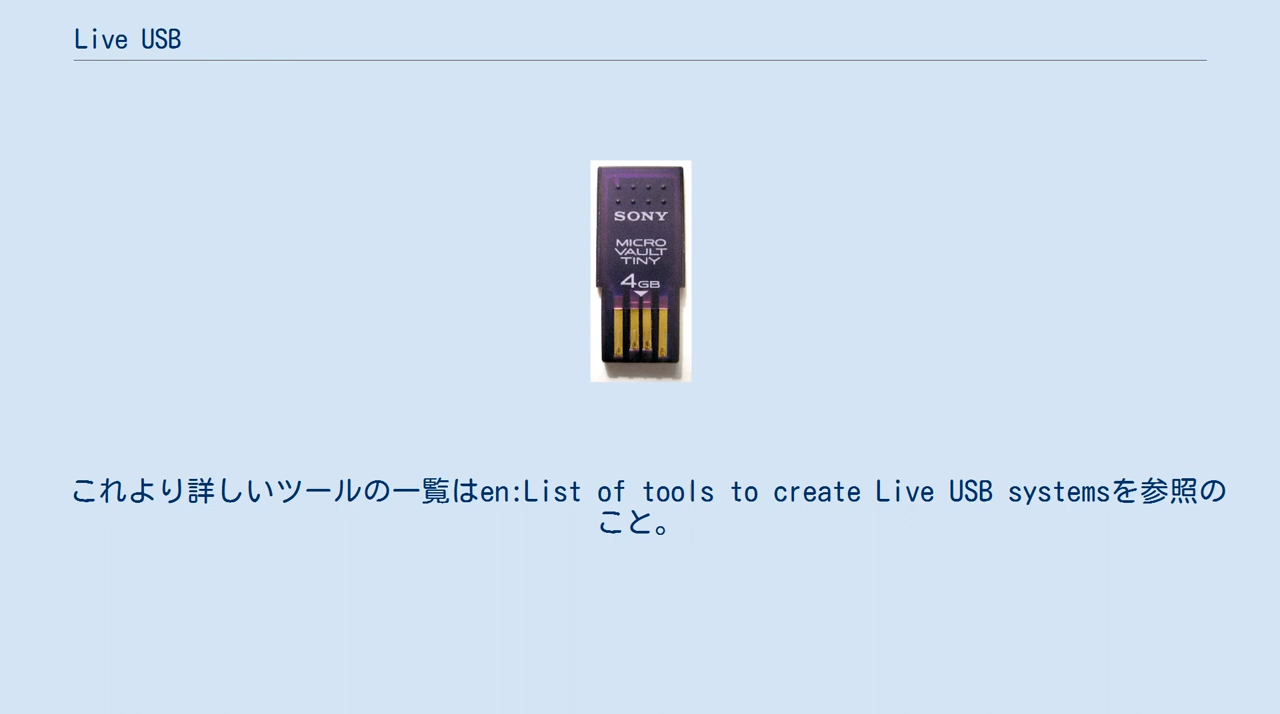 Live USB
SONY
MICRO
VAULT
TINY
4GB
これより詳しいツールの一覧はen:List of tools to create Live USB systemsを参照の
こと。